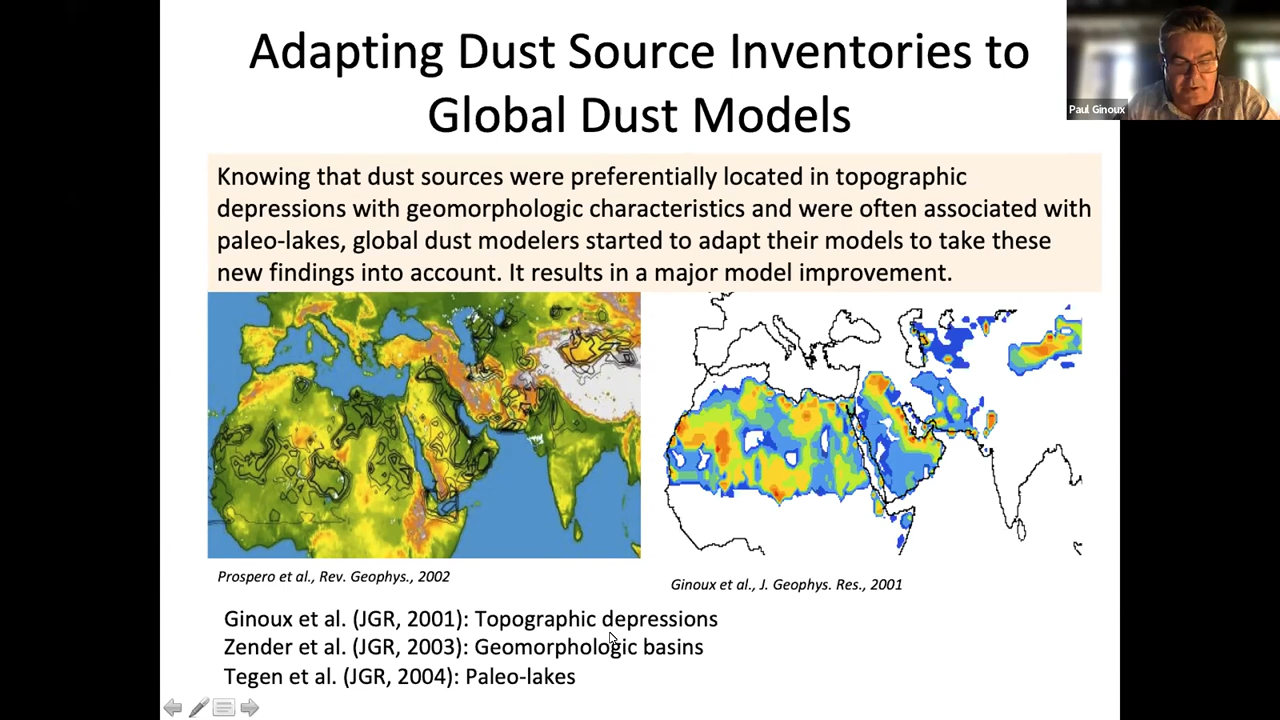 Adapting Dust Source Inventories to
Global Dust Models
Paul Ginoux
Knowing that dust sources were preferentially located in topographic
depressions with geomorphologic characteristics and were often associated with
paleo-lakes, global dust modelers started to adapt their models to take these
new findings into account. It results in a major model improvement.
Prospero et al., Rev. Geophys., 2002
Ginoux et al., J. Geophys. Res., 2001
Ginoux et al. (JGR, 2001): Topographic depressions
Zender et al. (JGR, 2003): Geomorphologic basins
Tegen et al. (JGR, 2004): Paleo-lakes